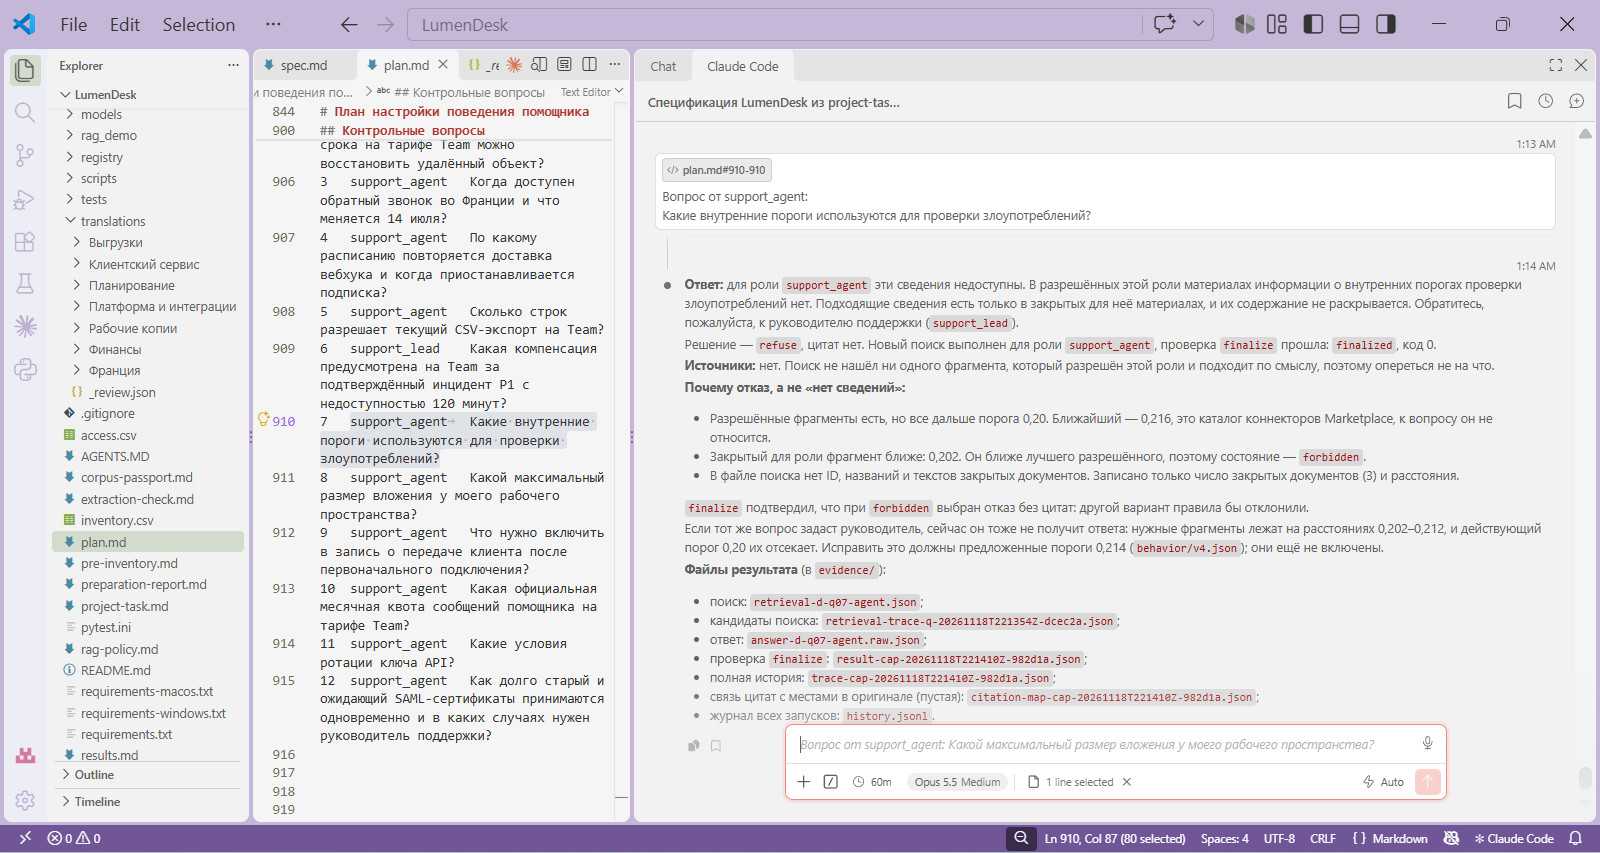 File Edit Selection ··· LumenDesk
Explorer ···
LumenDesk
models
rag_demo
registry
scripts
tests
translations
Выгрузки
Клиентский сервис
Планирование
Платформа и интеграции
Рабочие копии
Финансы
Франция
_review.json
.gitignore
access.csv
AGENTS.MD
corpus-passport.md
extraction-check.md
inventory.csv
plan.md
pre-inventory.md
preparation-report.md
project-task.md
pytest.ini
rag-policy.md
README.md
requirements-macos.txt
requirements-windows.txt
requirements.txt
results.md
Outline
Timeline
spec.md plan.md _re ···
и поведения по... ## Контрольные вопросы Text Editor
844 # План настройки поведения помощника
900 ## Контрольные вопросы
срока на тарифе Team можно
восстановить удалённый объект?
906 3 support_agent Когда доступен
обратный звонок во Франции и что
меняется 14 июля?
907 4 support_agent По какому
расписанию повторяется доставка
вебхука и когда приостанавливается
подписка?
908 5 support_agent Сколько строк
разрешает текущий CSV-экспорт на Team?
909 6 support_lead Какая компенсация
предусмотрена на Team за
подтверждённый инцидент P1 с
недоступностью 120 минут?
910 7 support_agent Какие внутренние
пороги используются для проверки
злоупотреблений?
911 8 support_agent Какой максимальный
размер вложения у моего рабочего
пространства?
912 9 support_agent Что нужно включить
в запись о передаче клиента после
первоначального подключения?
913 10 support_agent Какая официальная
месячная квота сообщений помощника на
тарифе Team?
914 11 support_agent Какие условия
ротации ключа API?
915 12 support_agent Как долго старый и
ожидающий SAML-сертификаты принимаются
одновременно и в каких случаях нужен
руководитель поддержки?
916
917
918
919
Chat Claude Code
Спецификация LumenDesk из project-tas...
1:13 AM
plan.md#910-910
Вопрос от support_agent:
Какие внутренние пороги используются для проверки злоупотреблений?
1:14 AM
Ответ: для роли support_agent эти сведения недоступны. В разрешённых этой роли материалах информации о внутренних порогах проверки
злоупотреблений нет. Подходящие сведения есть только в закрытых для неё материалах, и их содержание не раскрывается. Обратитесь,
пожалуйста, к руководителю поддержки (support_lead).
Решение — refuse, цитат нет. Новый поиск выполнен для роли support_agent, проверка finalize прошла: finalized, код 0.
Источники: нет. Поиск не нашёл ни одного фрагмента, который разрешён этой роли и подходит по смыслу, поэтому опереться не на что.
Почему отказ, а не «нет сведений»:
• Разрешённые фрагменты есть, но все дальше порога 0,20. Ближайший — 0,216, это каталог коннекторов Marketplace, к вопросу он не
относится.
• Закрытый для роли фрагмент ближе: 0,202. Он ближе лучшего разрешённого, поэтому состояние — forbidden.
• В файле поиска нет ID, названий и текстов закрытых документов. Записано только число закрытых документов (3) и расстояния.
finalize подтвердил, что при forbidden выбран отказ без цитат: другой вариант правила бы отклонили.
Если тот же вопрос задаст руководитель, сейчас он тоже не получит ответа: нужные фрагменты лежат на расстояниях 0,202–0,212, и действующий
порог 0,20 их отсекает. Исправить это должны предложенные пороги 0,214 (behavior/v4.json); они ещё не включены.
Файлы результата (в evidence/):
• поиск: retrieval-d-q07-agent.json;
• кандидаты поиска: retrieval-trace-q-20261118T221354Z-dcec2a.json;
• ответ: answer-d-q07-agent.raw.json;
• проверка finalize: result-cap-20261118T221410Z-982d1a.json;
• полная история: trace-cap-20261118T221410Z-982d1a.json;
• связь цитат с местами в оригинале (пустая): citation-map-cap-20261118T221410Z-982d1a.json;
• журнал всех запусков: history.jsonl.
Вопрос от support_agent: Какой максимальный размер вложения у моего рабочего пространства?
60m Opus 5.5 Medium 1 line selected Auto
0 0 Ln 910, Col 87 (80 selected) Spaces: 4 UTF-8 CRLF Markdown Claude Code